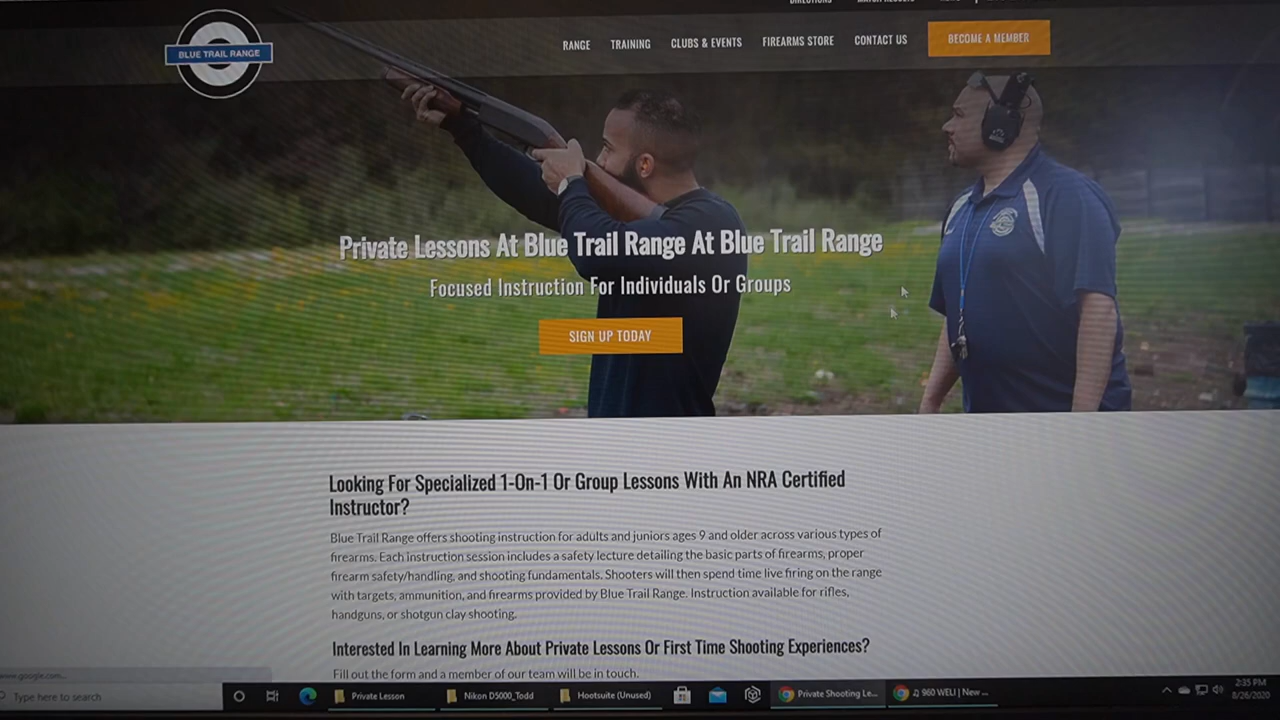 RANGE TRAINING CLUBS & EVENTS FIREARMS STORE CONTACT US BECOME A MEMBER
BLUE TRAIL RANGE
Private Lessons At Blue Trail Range At Blue Trail Range
Focused Instruction For Individuals Or Groups
SIGN UP TODAY
Looking For Specialized 1-On-1 Or Group Lessons With An NRA Certified
Instructor?
Blue Trail Range offers shooting instruction for adults and juniors ages 9 and older across various types of
firearms. Each instruction session includes a safety lecture detailing the basic parts of firearms, proper
firearm safety/handling, and shooting fundamentals. Shooters will then spend time live firing on the range
with targets, ammunition, and firearms provided by Blue Trail Range. Instruction available for rifles,
handguns, or shotgun clay shooting.
Interested In Learning More About Private Lessons Or First Time Shooting Experiences?
Fill out the form and a member of our team will be in touch.
www.google.com...
Type here to search
Private Lesson
Nikon D5000_Todd
Hootsuite (Unused)
Private Shooting Le...
♫ 960 WELI | New ...
2:35 PM
8/26/2020